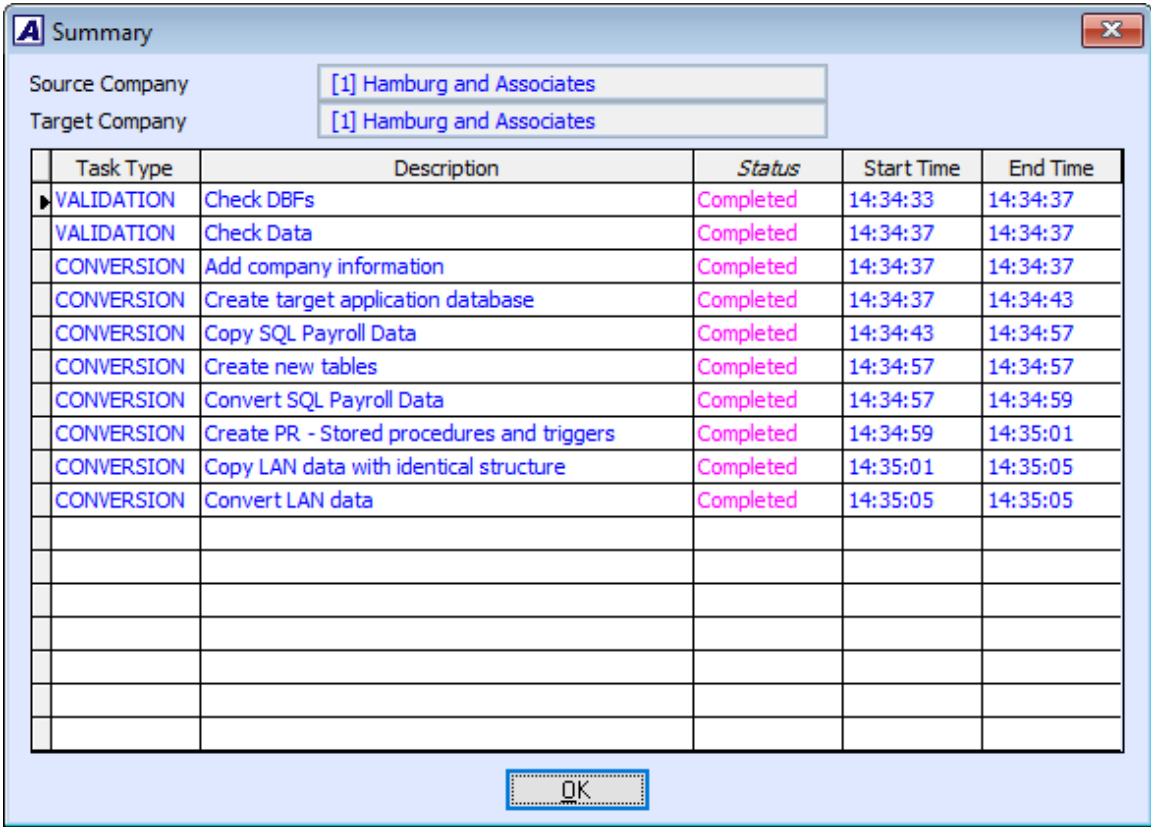 Summary
Source Company [1] Hamburg and Associates
Target Company [1] Hamburg and Associates
Task Type Description Status Start Time End Time
VALIDATION Check DBFs Completed 14:34:33 14:34:37
VALIDATION Check Data Completed 14:34:37 14:34:37
CONVERSION Add company information Completed 14:34:37 14:34:37
CONVERSION Create target application database Completed 14:34:37 14:34:43
CONVERSION Copy SQL Payroll Data Completed 14:34:43 14:34:57
CONVERSION Create new tables Completed 14:34:57 14:34:57
CONVERSION Convert SQL Payroll Data Completed 14:34:57 14:34:59
CONVERSION Create PR - Stored procedures and triggers Completed 14:34:59 14:35:01
CONVERSION Copy LAN data with identical structure Completed 14:35:01 14:35:05
CONVERSION Convert LAN data Completed 14:35:05 14:35:05
OK